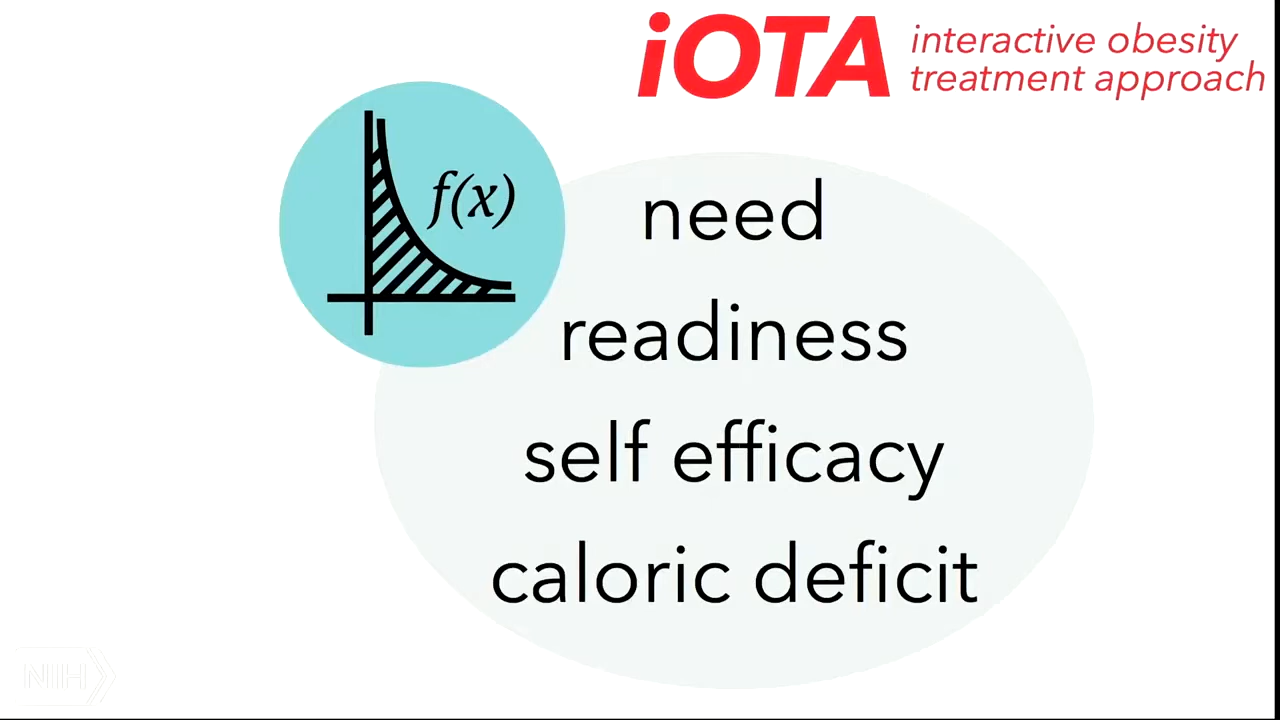 iOTA
interactive obesity
treatment approach
f(x)
need
readiness
self efficacy
caloric deficit
NIH